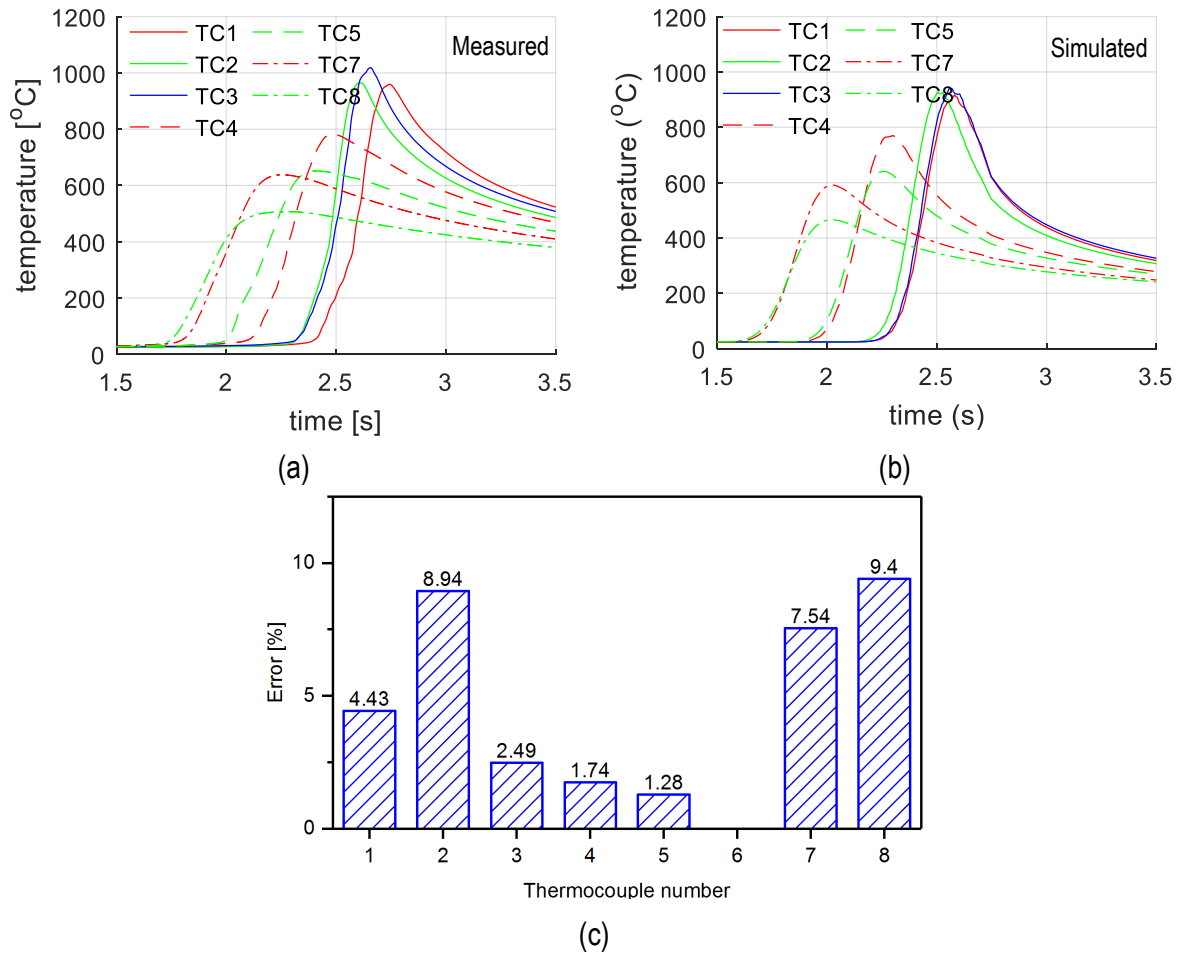 1200
1000
800
600
400
200
0
temperature [°C]
TC1
TC2
TC3
TC4
TC5
TC7
TC8
Measured
1.5
2
2.5
3
3.5
time [s]
(a)
1200
1000
800
600
400
200
0
temperature (°C)
TC1
TC2
TC3
TC4
TC5
TC7
TC8
Simulated
1.5
2
2.5
3
3.5
time (s)
(b)
10
5
0
Error [%]
4.43
8.94
2.49
1.74
1.28
7.54
9.4
1
2
3
4
5
6
7
8
Thermocouple number
(c)